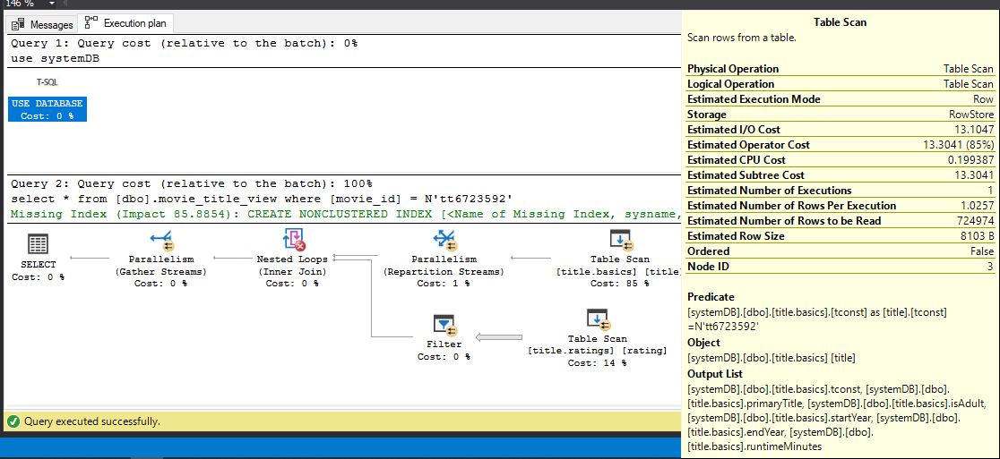 146 %
Messages
Execution plan
Query 1: Query cost (relative to the batch): 0%
use systemDB
T-SQL
USE DATABASE
Cost: 0 %
Query 2: Query cost (relative to the batch): 100%
select * from [dbo].movie_title_view where [movie_id] = N'tt6723592'
Missing Index (Impact 85.8854): CREATE NONCLUSTERED INDEX [<Name of Missing Index, sysname,
SELECT
Cost: 0 %
Parallelism
(Gather Streams)
Cost: 0 %
Nested Loops
(Inner Join)
Cost: 0 %
Parallelism
(Repartition Streams)
Cost: 1 %
Table Scan
[title.basics] [title
Cost: 85 %
Filter
Cost: 0 %
Table Scan
[title.ratings] [rating]
Cost: 14 %
Query executed successfully.
Table Scan
Scan rows from a table.
Physical Operation Table Scan
Logical Operation Table Scan
Estimated Execution Mode Row
Storage RowStore
Estimated I/O Cost 13.1047
Estimated Operator Cost 13.3041 (85%)
Estimated CPU Cost 0.199387
Estimated Subtree Cost 13.3041
Estimated Number of Executions 1
Estimated Number of Rows Per Execution 1.0257
Estimated Number of Rows to be Read 724974
Estimated Row Size 8103 B
Ordered False
Node ID 3
Predicate
[systemDB].[dbo].[title.basics].[tconst] as [title].[tconst]
=N'tt6723592'
Object
[systemDB].[dbo].[title.basics] [title]
Output List
[systemDB].[dbo].[title.basics].tconst, [systemDB].[dbo].
[title.basics].primaryTitle, [systemDB].[dbo].[title.basics].isAdult,
[systemDB].[dbo].[title.basics].startYear, [systemDB].[dbo].
[title.basics].endYear, [systemDB].[dbo].
[title.basics].runtimeMinutes